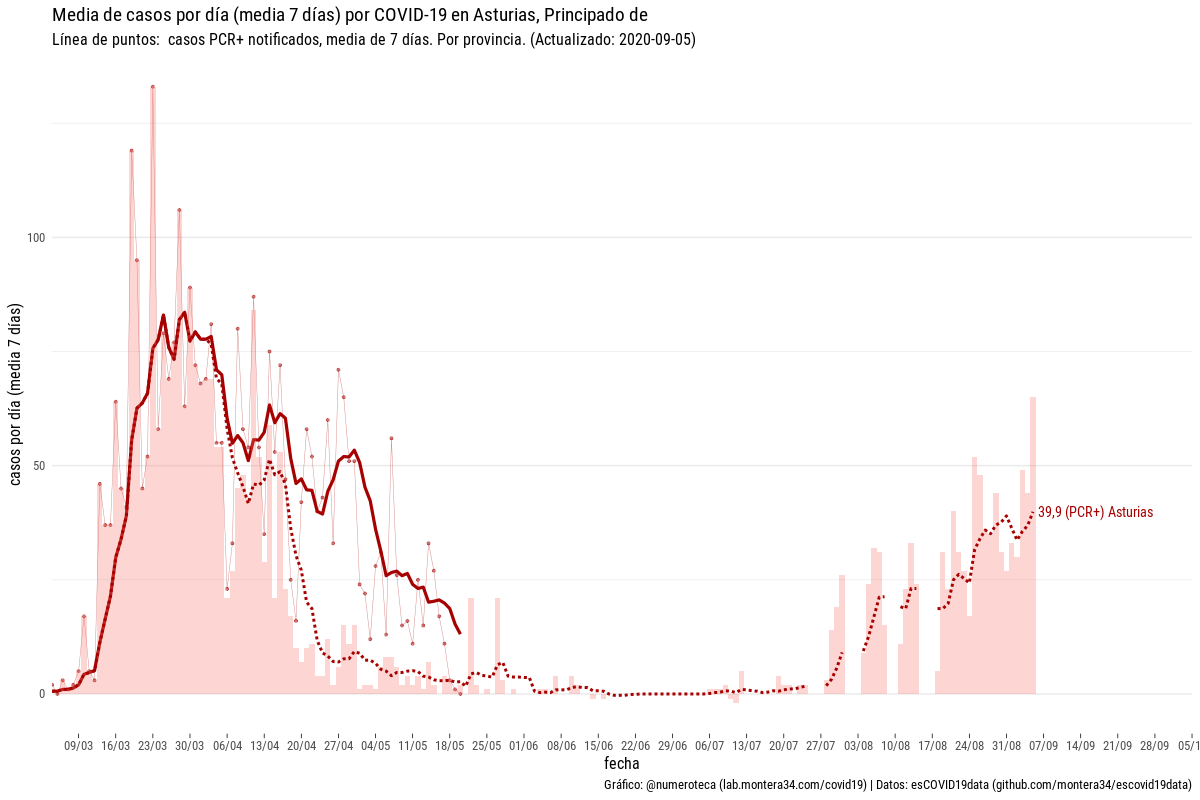 Media de casos por día (media 7 días) por COVID-19 en Asturias, Principado de
Línea de puntos:  casos PCR+ notificados, media de 7 días. Por provincia. (Actualizado: 2020-09-05)
casos por día (media 7 días)
100
50
0
39,9 (PCR+) Asturias
09/03 16/03 23/03 30/03 06/04 13/04 20/04 27/04 04/05 11/05 18/05 25/05 01/06 08/06 15/06 22/06 29/06 06/07 13/07 20/07 27/07 03/08 10/08 17/08 24/08 31/08 07/09 14/09 21/09 28/09 05/1
fecha
Gráfico: @numeroteca (lab.montera34.com/covid19) | Datos: esCOVID19data (github.com/montera34/escovid19data)